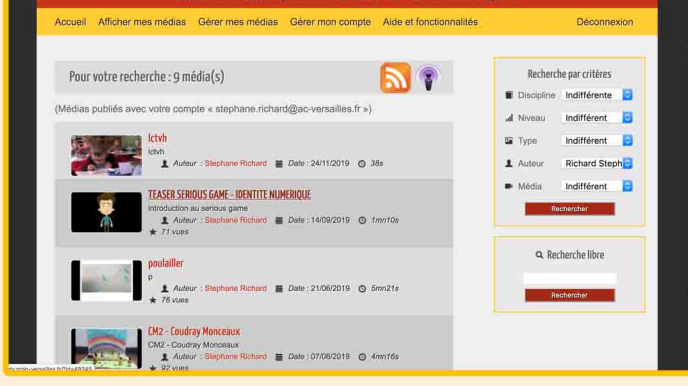 Accueil Afficher mes médias Gérer mes médias Gérer mon compte Aide et fonctionnalités Déconnexion
Pour votre recherche : 9 média(s)
(Médias publiés avec votre compte « stephane.richard@ac-versailles.fr »)
lctvh
lctvh
Auteur : Stephane Richard Date : 24/11/2019 38s
TEASER SERIOUS GAME - IDENTITE NUMERIQUE
introduction au serious game
Auteur : Stephane Richard Date : 14/09/2019 1mn10s
71 vues
poulailler
p
Auteur : Stephane Richard Date : 21/06/2019 5mn21s
76 vues
CM2 - Coudray Monceaux
CM2 - Coudray Monceaux
Auteur : Stephane Richard Date : 07/06/2019 4mn16s
92 vues
Recherche par critères
Discipline Indifférente
Niveau Indifférent
Type Indifférent
Auteur Richard Steph
Média Indifférent
Rechercher
Recherche libre
Rechercher